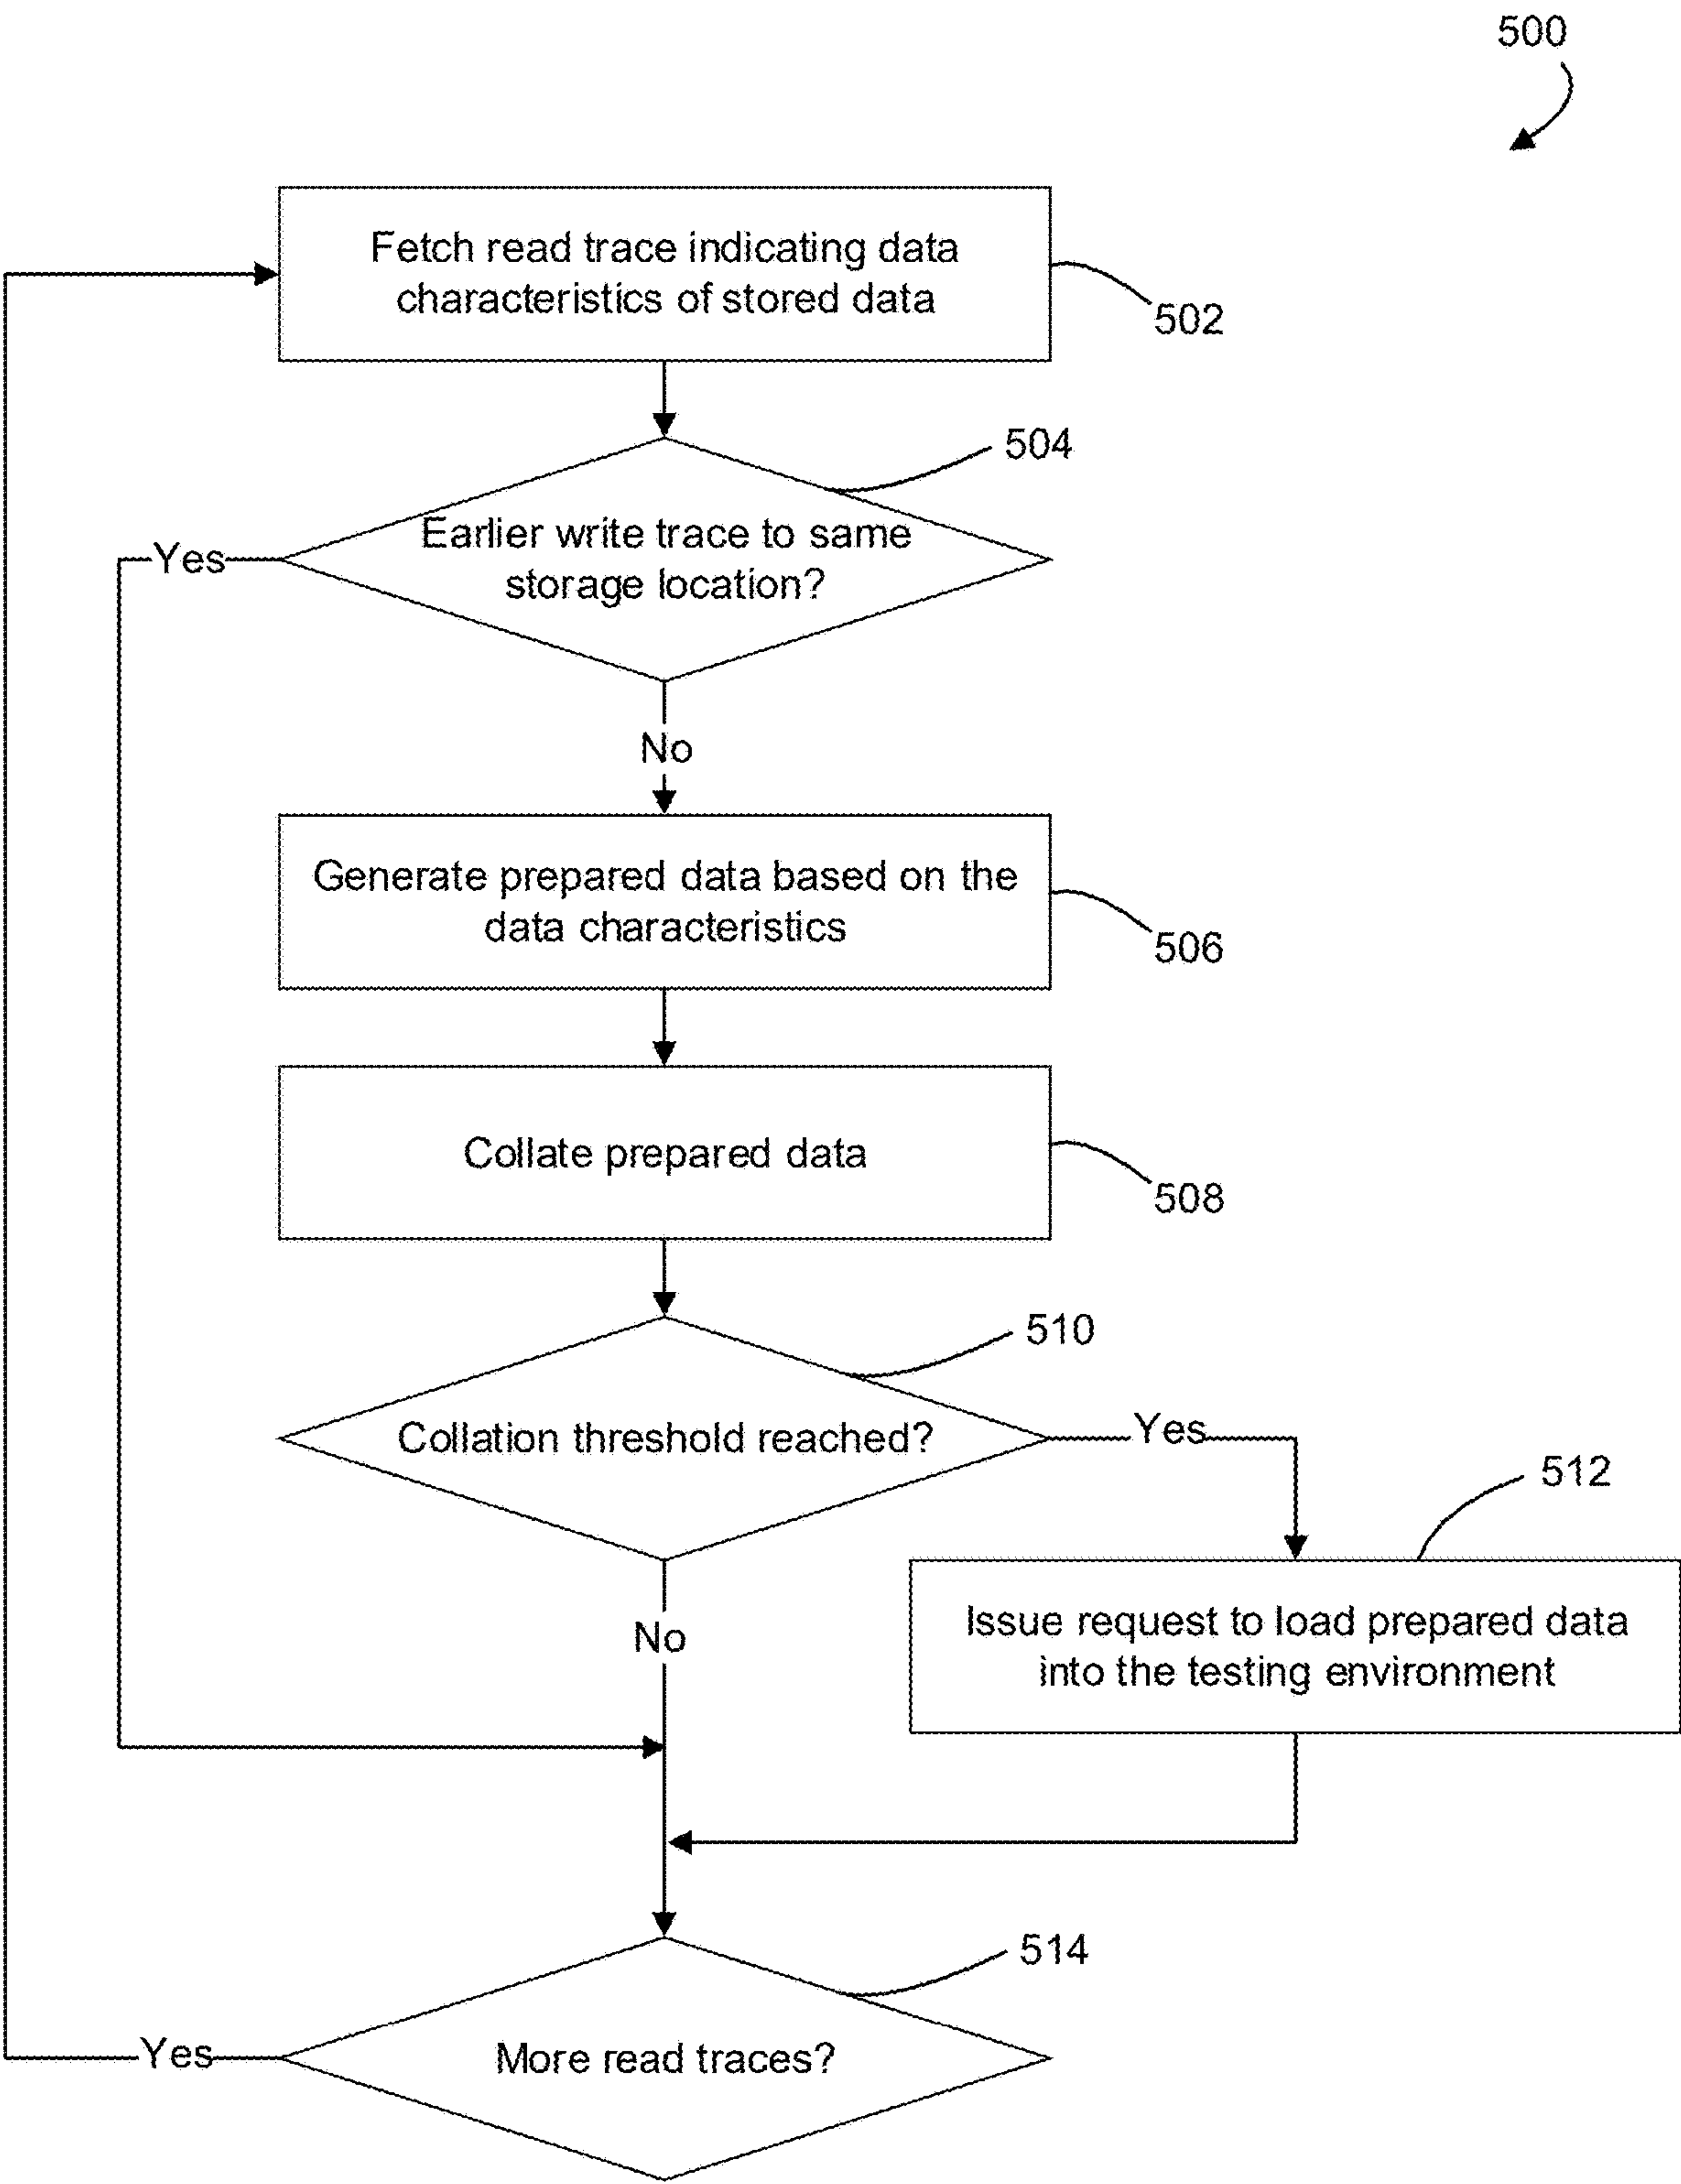 500
Fetch read trace indicating data
characteristics of stored data
502
504
Earlier write trace to same
storage location?
Yes
No
Generate prepared data based on the
data characteristics
506
Collate prepared data
508
510
Collation threshold reached?
Yes
512
Issue request to load prepared data
into the testing environment
No
514
More read traces?
Yes